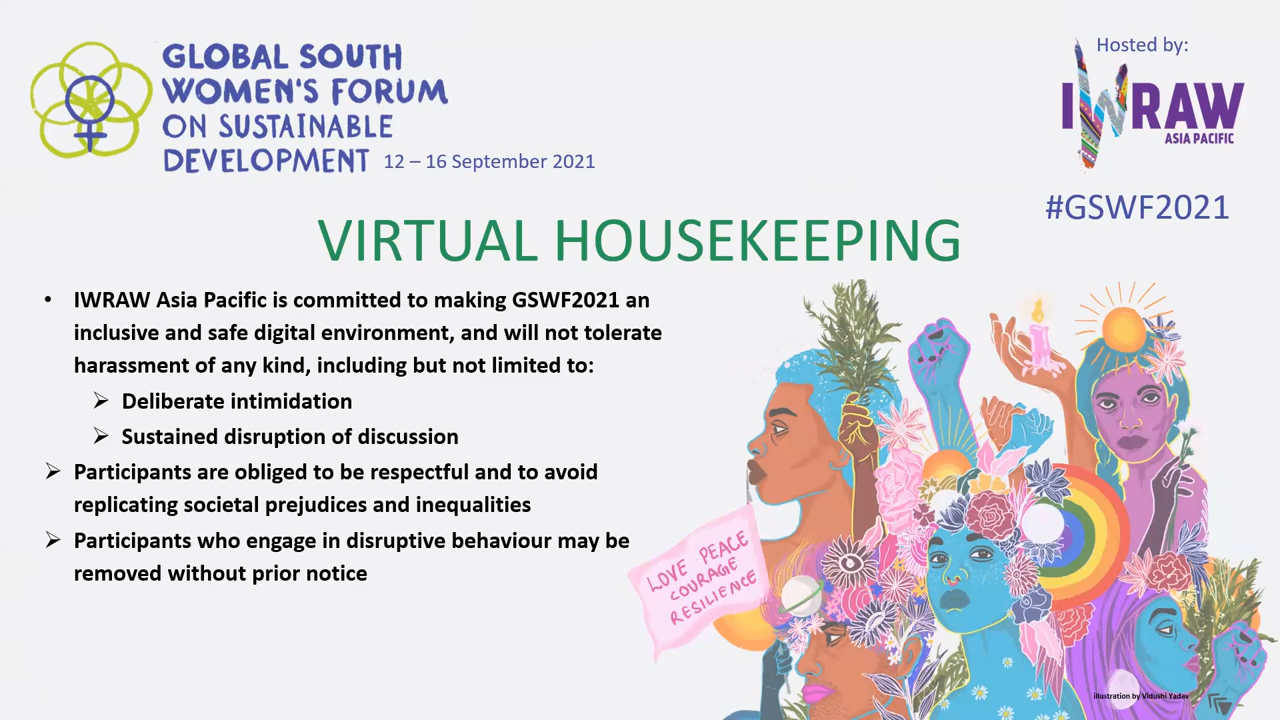 GLOBAL SOUTH
WOMEN'S FORUM
ON SUSTAINABLE
DEVELOPMENT 12 – 16 September 2021
Hosted by:
IWRAW
ASIA PACIFIC
#GSWF2021
VIRTUAL HOUSEKEEPING
• IWRAW Asia Pacific is committed to making GSWF2021 an
inclusive and safe digital environment, and will not tolerate
harassment of any kind, including but not limited to:
➢ Deliberate intimidation
➢ Sustained disruption of discussion
➢ Participants are obliged to be respectful and to avoid
replicating societal prejudices and inequalities
➢ Participants who engage in disruptive behaviour may be
removed without prior notice
LOVE PEACE
COURAGE
RESILIENCE
illustration by Vidushi Yadav